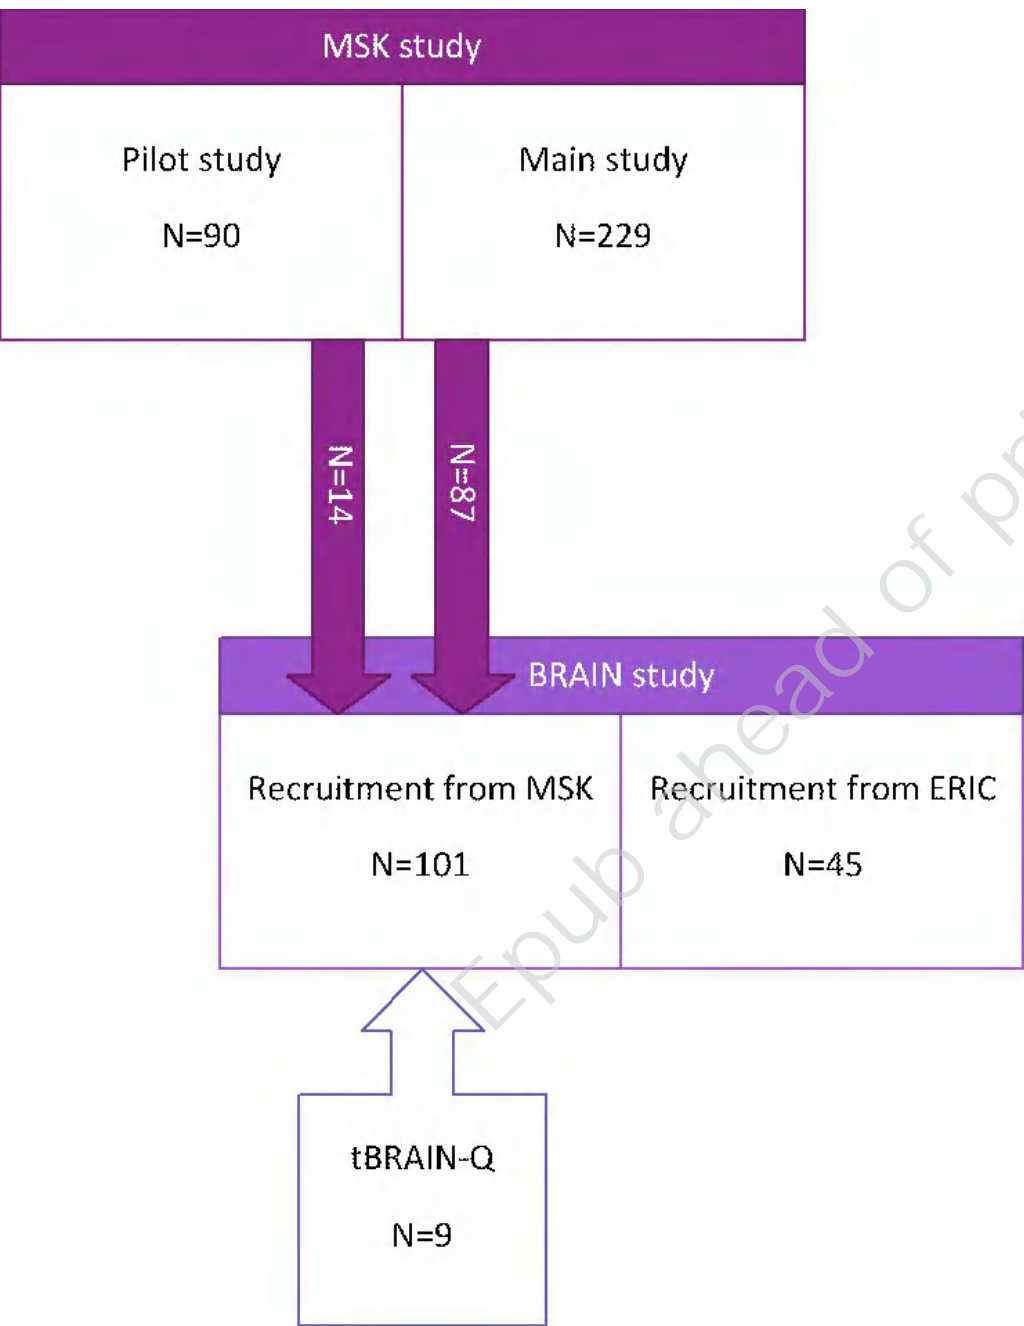 MSK study
Pilot study
N=90
Main study
N=229
N=14
N=87
BRAIN study
Recruitment from MSK
N=101
Recruitment from ERIC
N=45
tBRAIN-Q
N=9
Epub ahead of